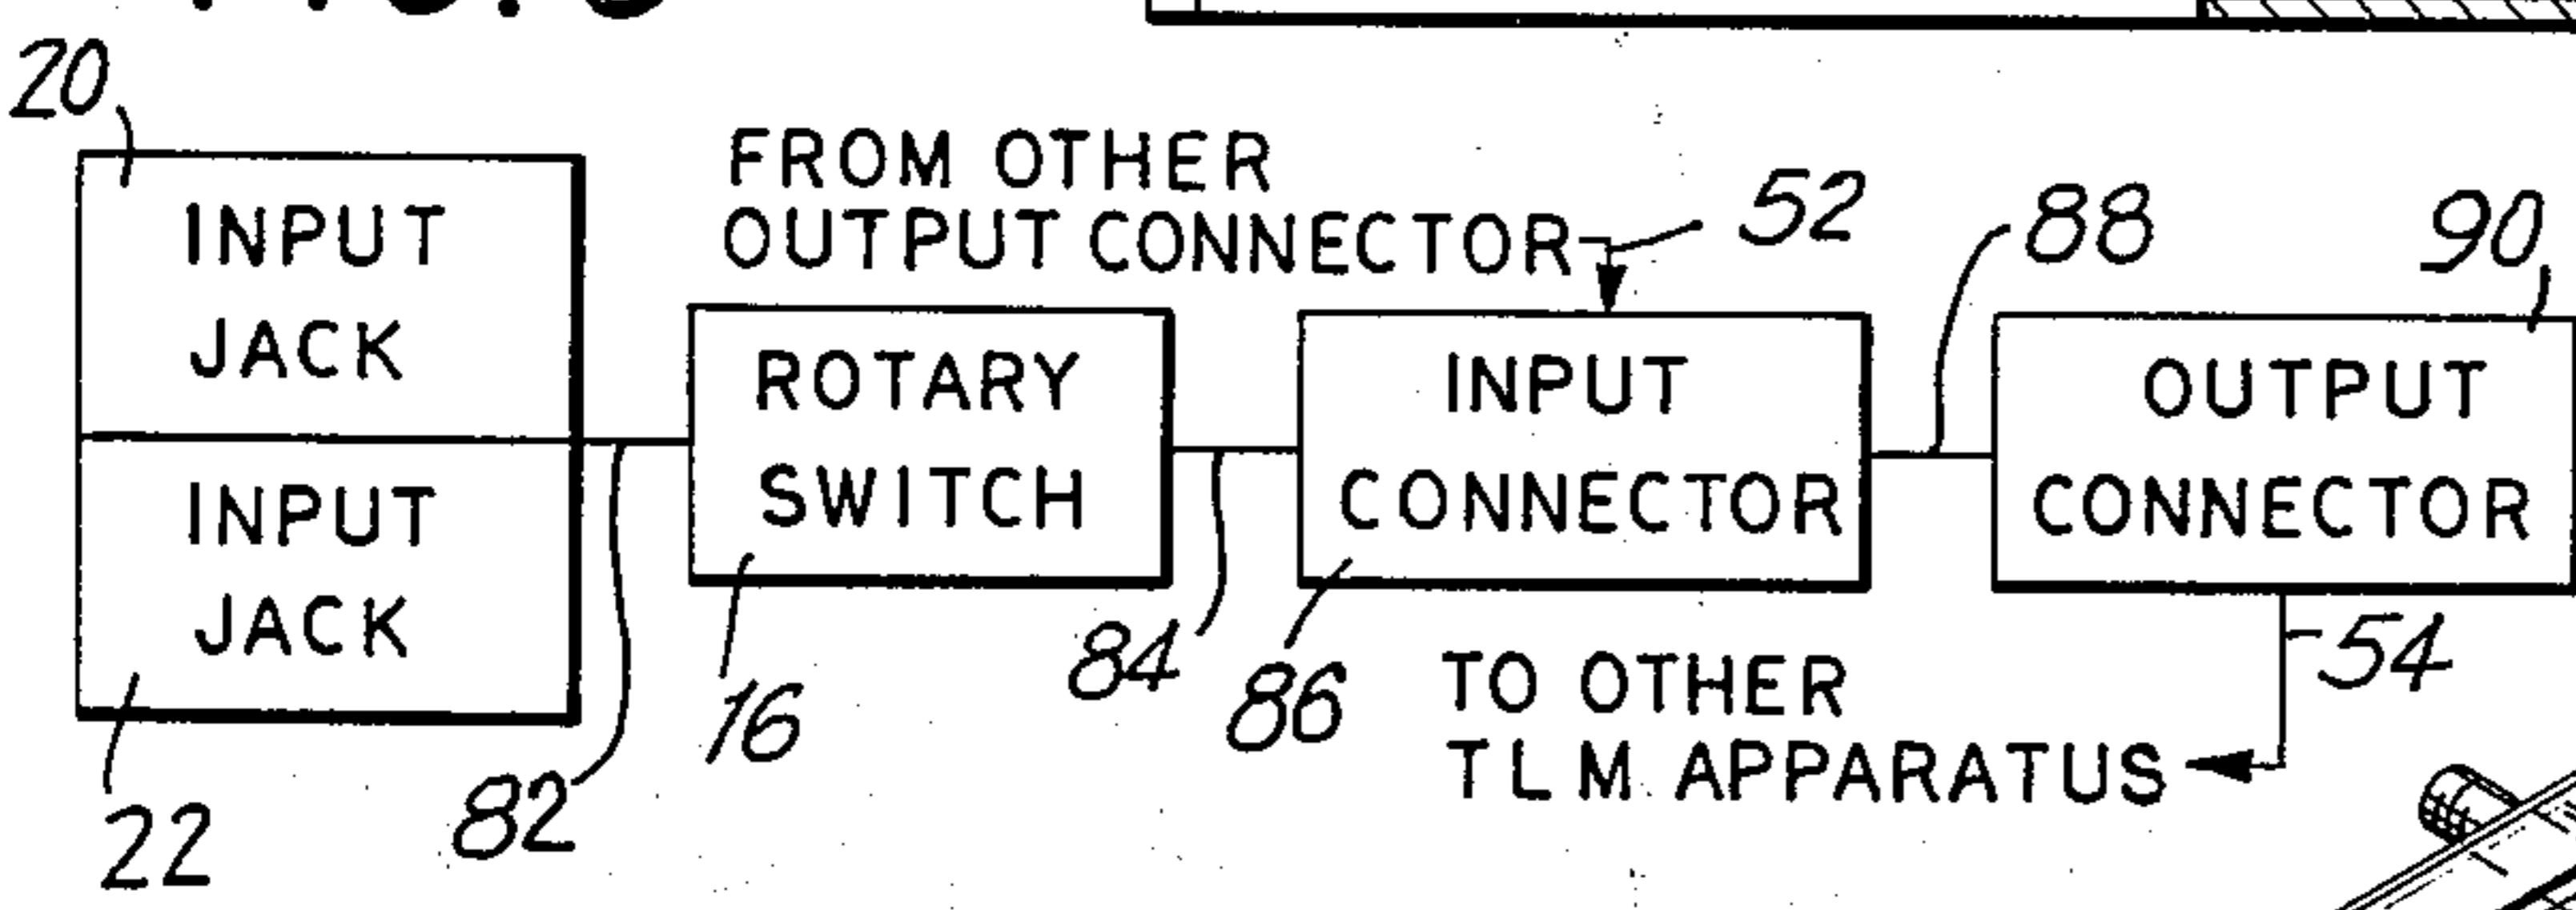 20
INPUT
JACK
INPUT
JACK
22
82
FROM OTHER
OUTPUT CONNECTOR
52
ROTARY
SWITCH
16
84
INPUT
CONNECTOR
86
88
90
OUTPUT
CONNECTOR
54
TO OTHER
TLM APPARATUS